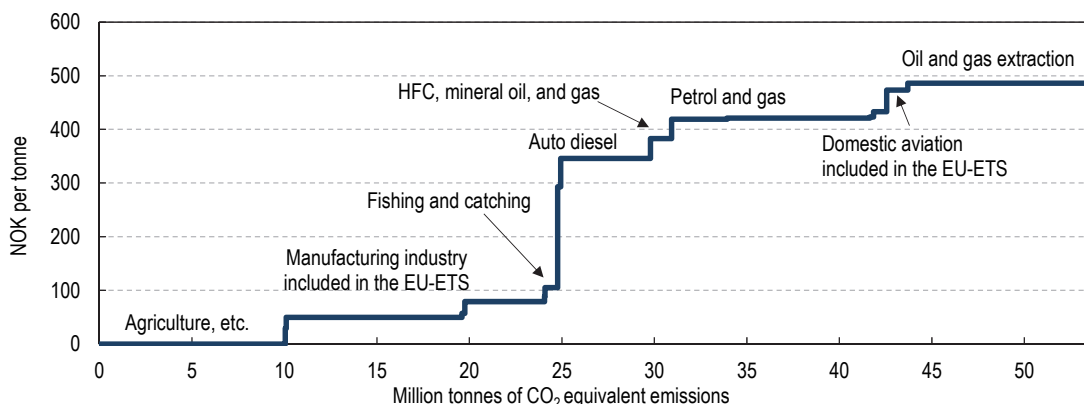 NOK per tonne
600
500
400
300
200
100
0
Oil and gas extraction
HFC, mineral oil, and gas
Petrol and gas
Auto diesel
Domestic aviation
included in the EU-ETS
Fishing and catching
Manufacturing industry
included in the EU-ETS
Agriculture, etc.
0 5 10 15 20 25 30 35 40 45 50
Million tonnes of CO₂ equivalent emissions